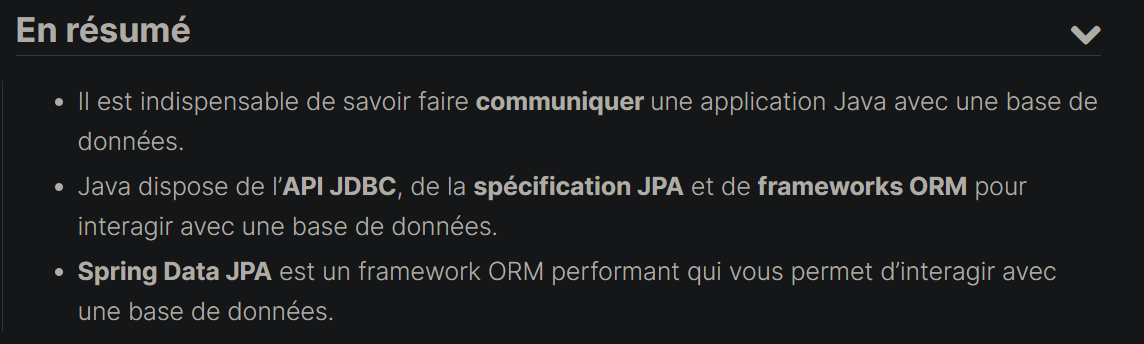 En résumé
• Il est indispensable de savoir faire communiquer une application Java avec une base de
données.
• Java dispose de l’API JDBC, de la spécification JPA et de frameworks ORM pour
interagir avec une base de données.
• Spring Data JPA est un framework ORM performant qui vous permet d’interagir avec
une base de données.